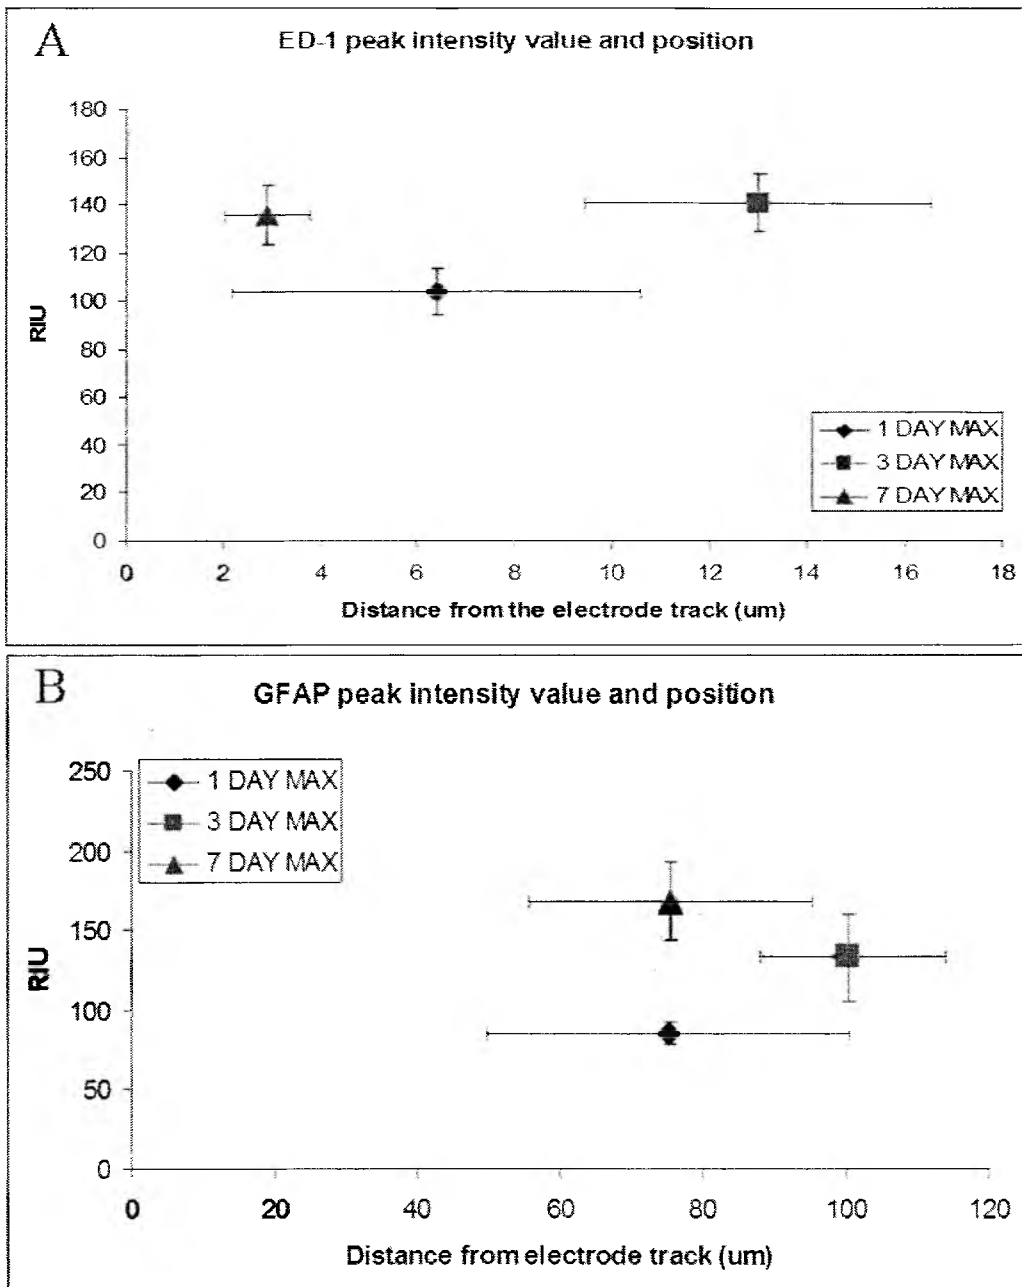 A
ED-1 peak intensity value and position
180
160
140
120
100
80
60
40
20
0
RIU
1 DAY MAX
3 DAY MAX
7 DAY MAX
0 2 4 6 8 10 12 14 16 18
Distance from the electrode track (um)
B
GFAP peak intensity value and position
250
200
150
100
50
0
RIU
1 DAY MAX
3 DAY MAX
7 DAY MAX
0 20 40 60 80 100 120
Distance from electrode track (um)